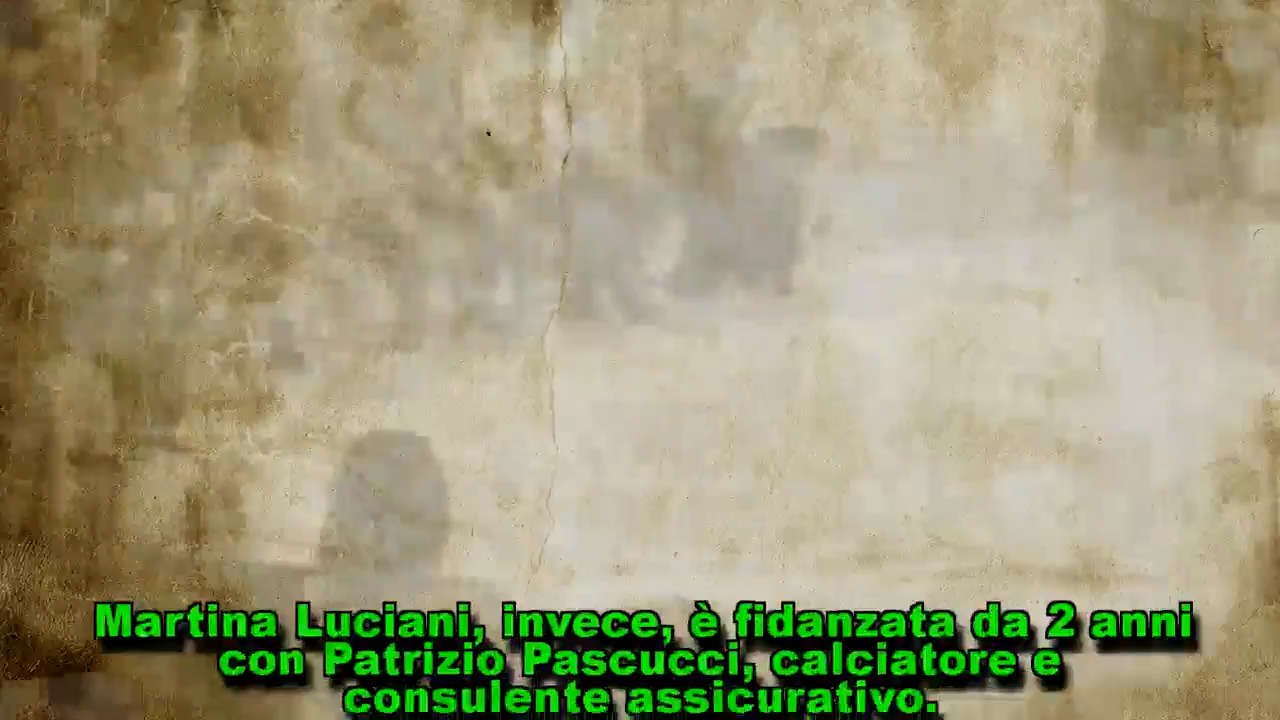 Martina Luciani, invece, è fidanzata da 2 anni
con Patrizio Pascucci, calciatore e
consulente assicurativo.